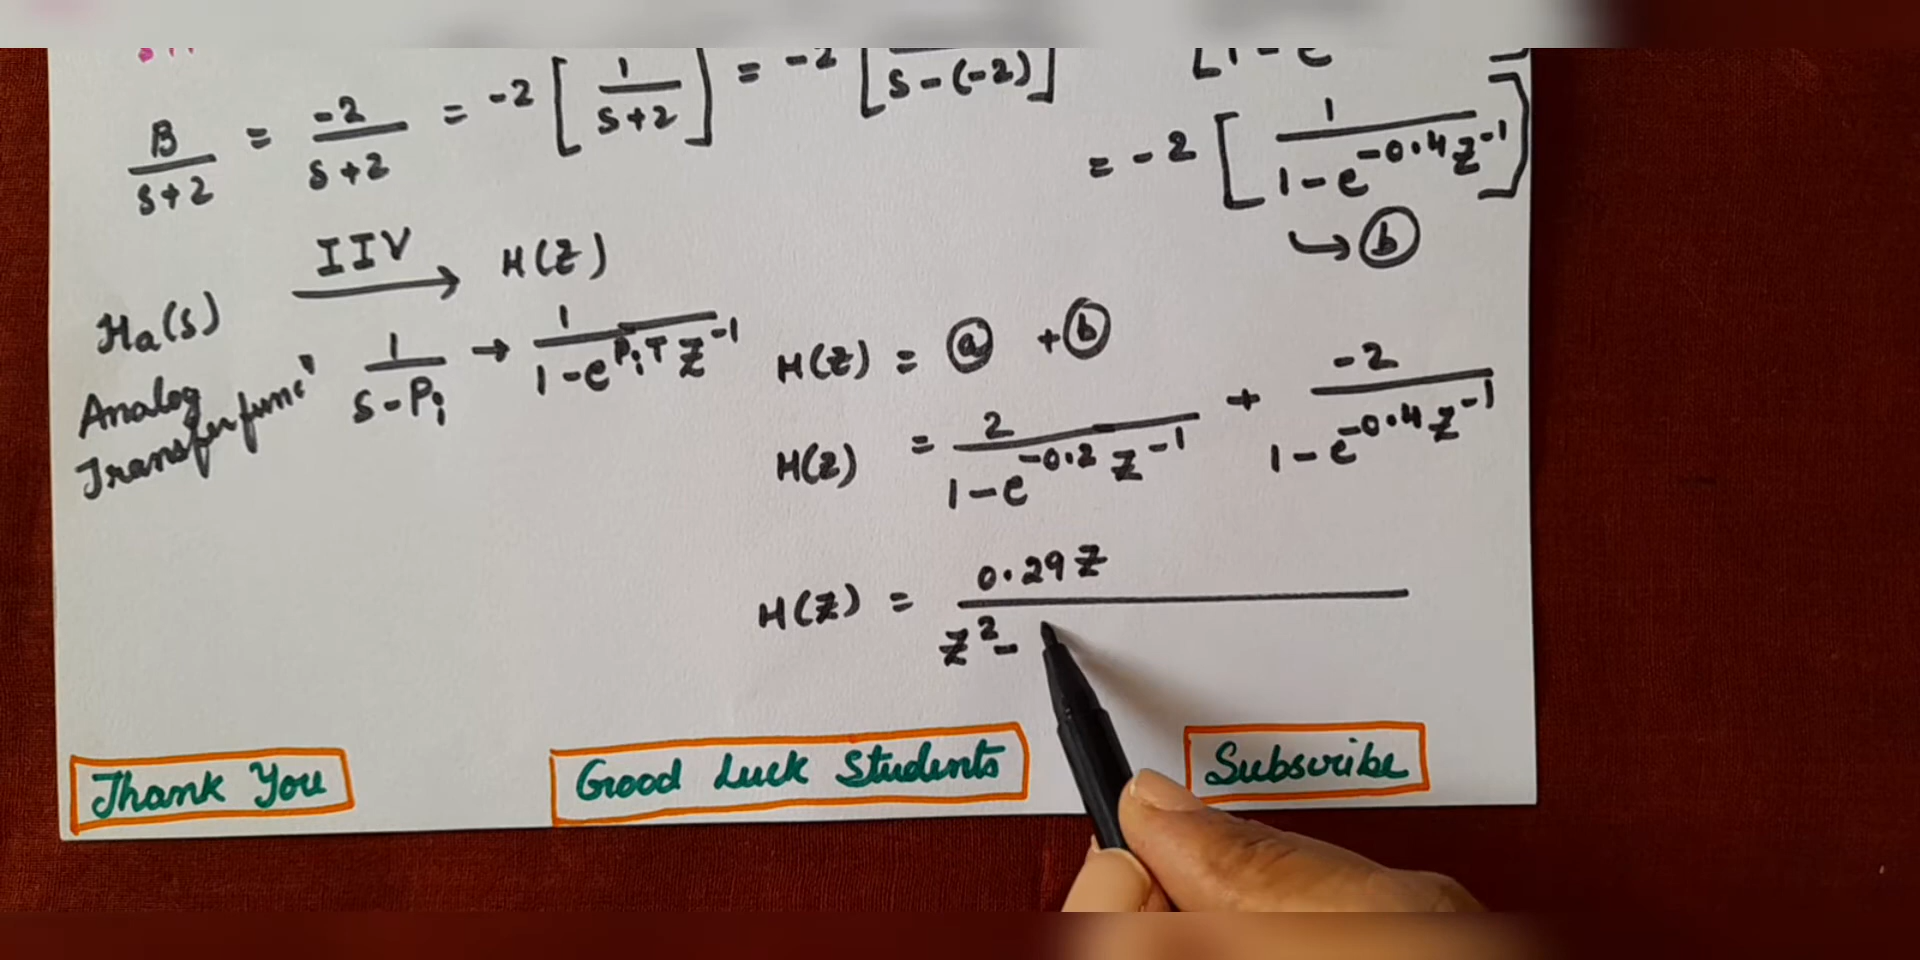 B/(s+2) = -2/(s+2) = -2 [ 1/(s+2) ] = -2 [ /(s-(-2)) ]
[1-e
= -2 [ 1/(1-e^-0.4 z^-1) ]
↳ ⓑ
Ha(s) IIV → H(z)
Analog Transferfunc'
1/(s-Pi) → 1/(1-e^PiT z^-1)
H(z) = ⓐ + ⓑ
H(z) = 2/(1-e^-0.2 z^-1) + -2/(1-e^-0.4 z^-1)
H(z) = 0.29z/(z^2-
Thank You
Good Luck Students
Subscribe